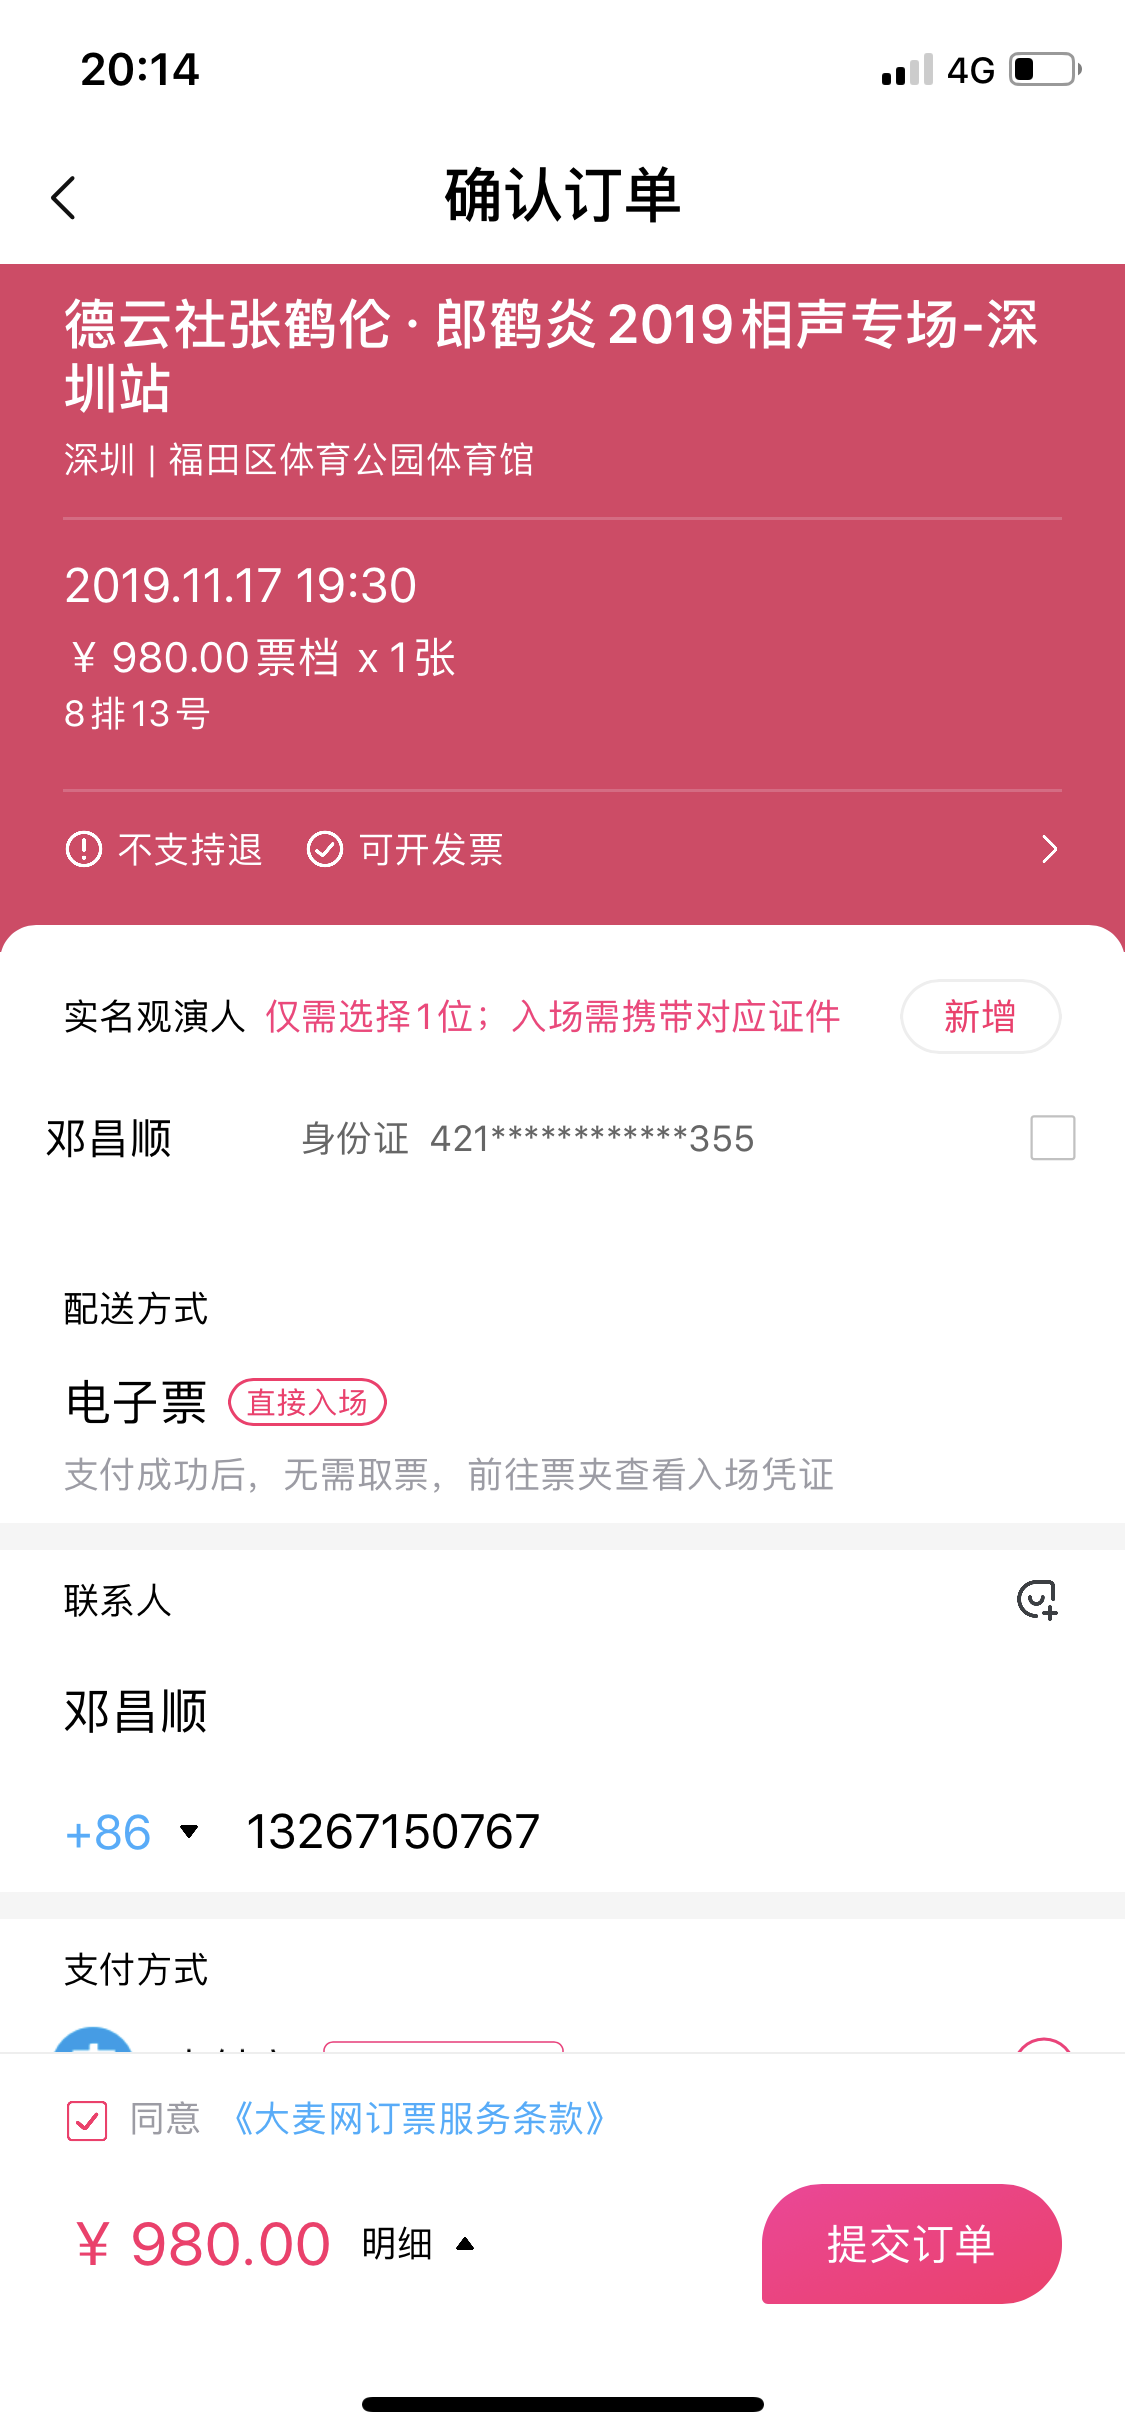 20:14
4G
确认订单
德云社张鹤伦·郎鹤炎2019相声专场-深
圳站
深圳 | 福田区体育公园体育馆
2019.11.17 19:30
¥ 980.00票档 x 1张
8排13号
不支持退 可开发票
实名观演人 仅需选择1位；入场需携带对应证件 新增
邓昌顺 身份证 421************355
配送方式
电子票 直接入场
支付成功后，无需取票，前往票夹查看入场凭证
联系人
邓昌顺
+86 13267150767
支付方式
同意 《大麦网订票服务条款》
¥ 980.00 明细 提交订单